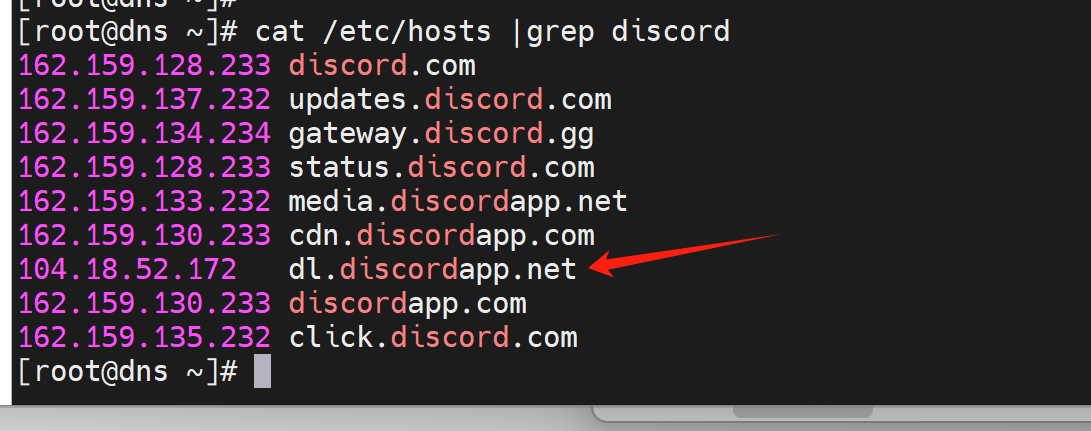 [root@dns ~]#
[root@dns ~]# cat /etc/hosts |grep discord
162.159.128.233 discord.com
162.159.137.232 updates.discord.com
162.159.134.234 gateway.discord.gg
162.159.128.233 status.discord.com
162.159.133.232 media.discordapp.net
162.159.130.233 cdn.discordapp.com
104.18.52.172   dl.discordapp.net
162.159.130.233 discordapp.com
162.159.135.232 click.discord.com
[root@dns ~]#